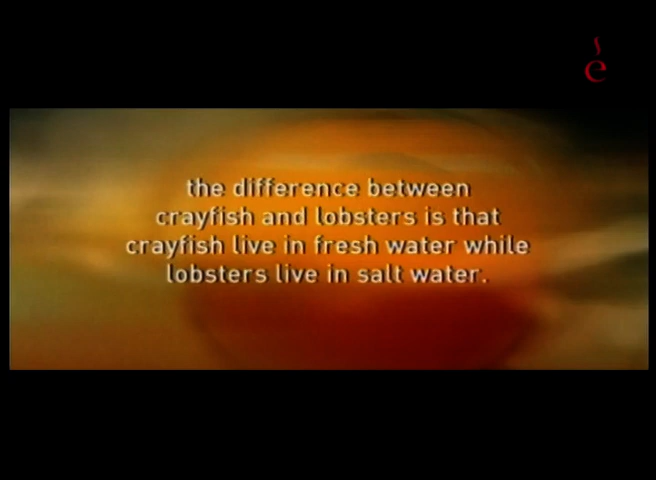 e
the difference between
crayfish and lobsters is that
crayfish live in fresh water while
lobsters live in salt water.